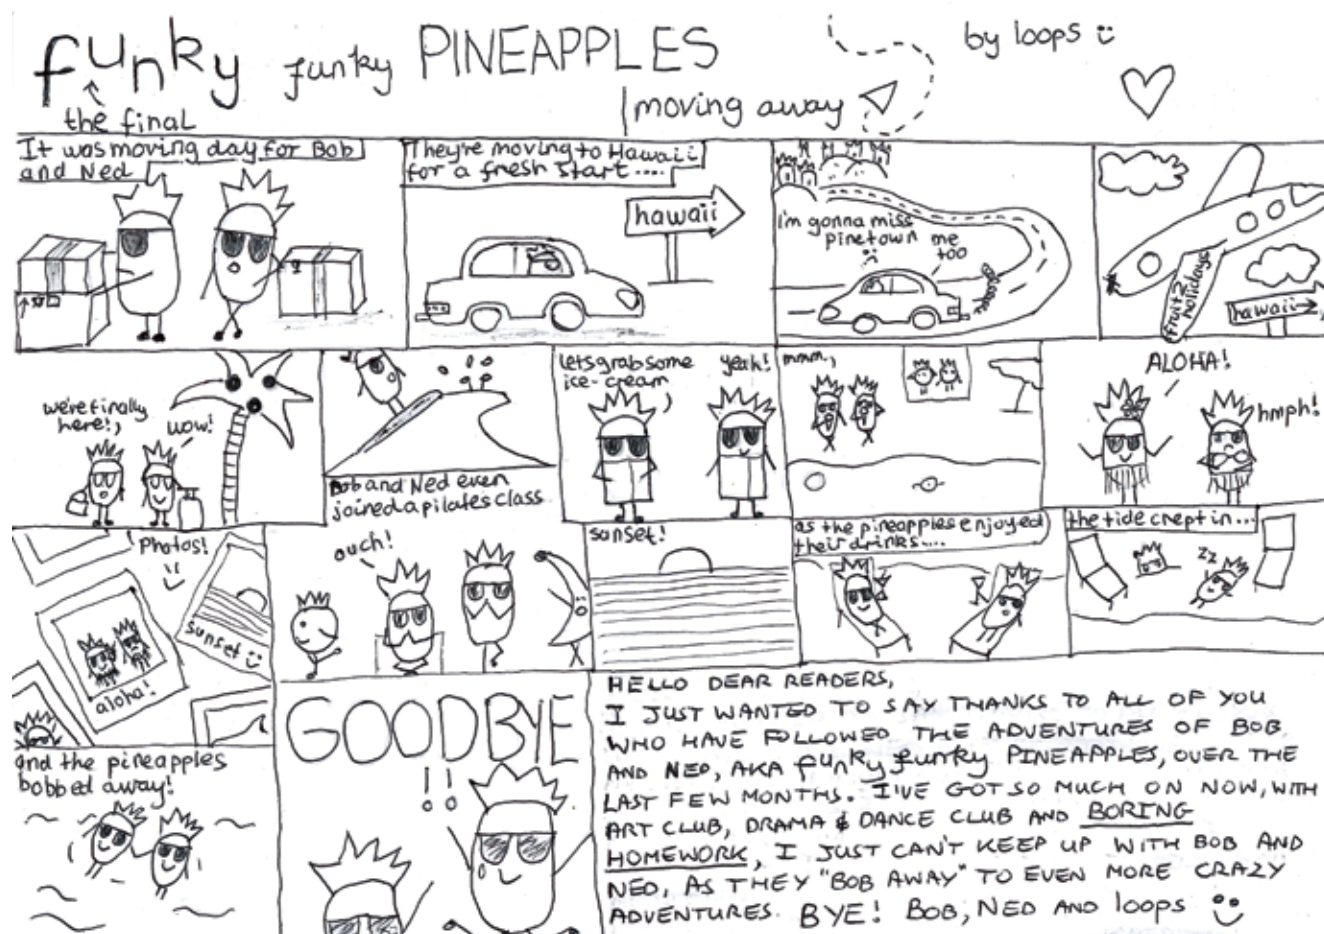 funky funky PINEAPPLES
by loops
the final
moving away
It was moving day for Bob
and Ned
They're moving to Hawaii
for a fresh start....
hawaii
I'm gonna miss
pinetown
me
too
fruitz
holidays
hawaii
we're finally
here!
wow!
Bob and Ned even
joined a pilates class
lets grab some
ice-cream
yeah!
mmm,
ALOHA!
hmph!
Photos!
sunset
aloha!
ouch!
sunset!
as the pineapples enjoyed
their drinks....
the tide crept in...
zz
and the pineapples
bobbed away!
GOODBYE
!!
HELLO DEAR READERS,
I JUST WANTED TO SAY THANKS TO ALL OF YOU
WHO HAVE FOLLOWED THE ADVENTURES OF BOB
AND NED, AKA funky funky PINEAPPLES, OVER THE
LAST FEW MONTHS. I'VE GOT SO MUCH ON NOW, WITH
ART CLUB, DRAMA & DANCE CLUB AND BORING
HOMEWORK, I JUST CAN'T KEEP UP WITH BOB AND
NED, AS THEY "BOB AWAY" TO EVEN MORE CRAZY
ADVENTURES. BYE! BOB, NED AND loops